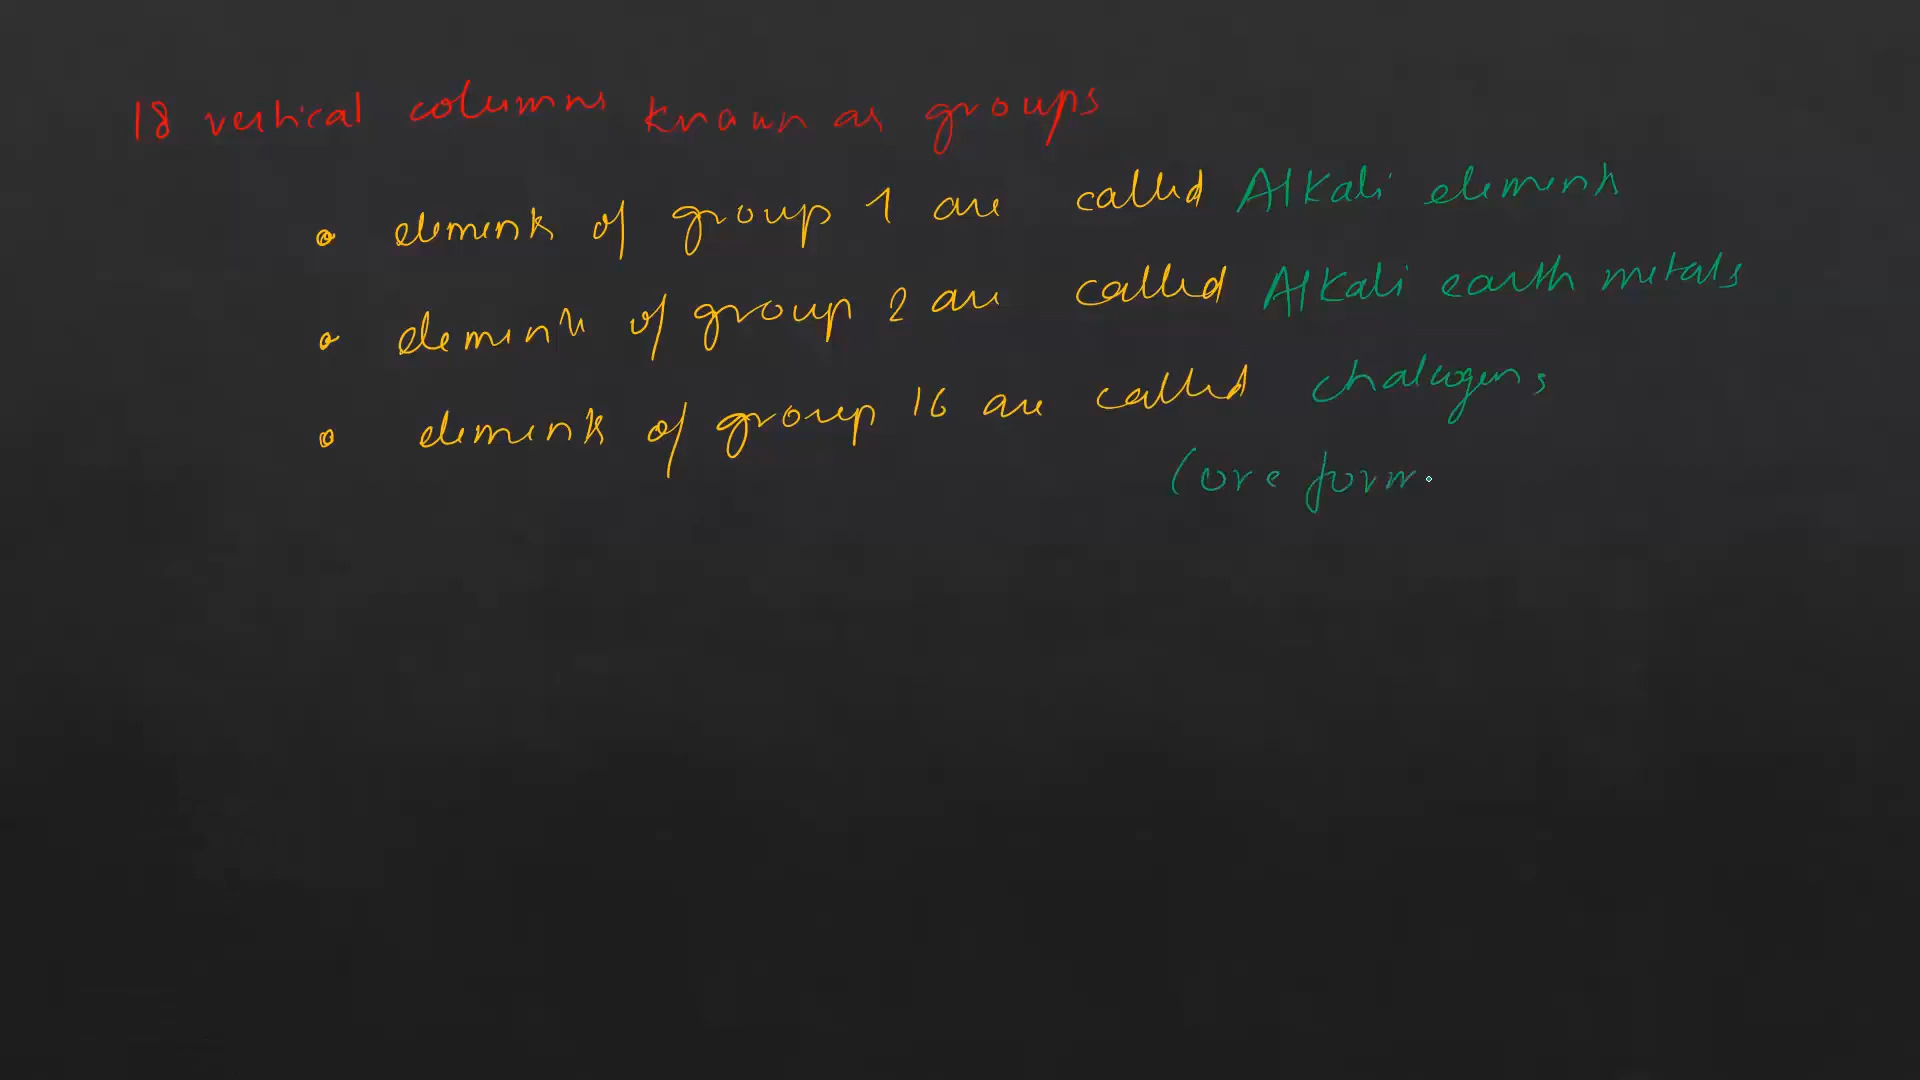 18 vertical columns known as groups
elements of group 1 are called Alkali elements
elements of group 2 are called Alkali earth metals
elements of group 16 are called chalcogens
(ore form